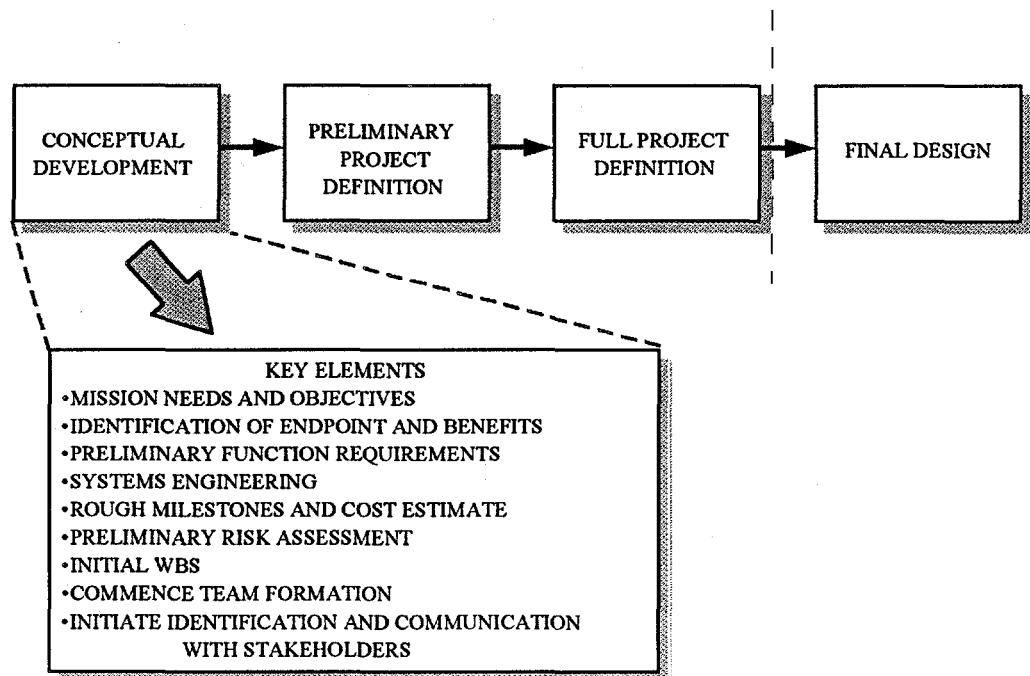 CONCEPTUAL
DEVELOPMENT
PRELIMINARY
PROJECT
DEFINITION
FULL PROJECT
DEFINITION
FINAL DESIGN
KEY ELEMENTS
•MISSION NEEDS AND OBJECTIVES
•IDENTIFICATION OF ENDPOINT AND BENEFITS
•PRELIMINARY FUNCTION REQUIREMENTS
•SYSTEMS ENGINEERING
•ROUGH MILESTONES AND COST ESTIMATE
•PRELIMINARY RISK ASSESSMENT
•INITIAL WBS
•COMMENCE TEAM FORMATION
•INITIATE IDENTIFICATION AND COMMUNICATION
WITH STAKEHOLDERS